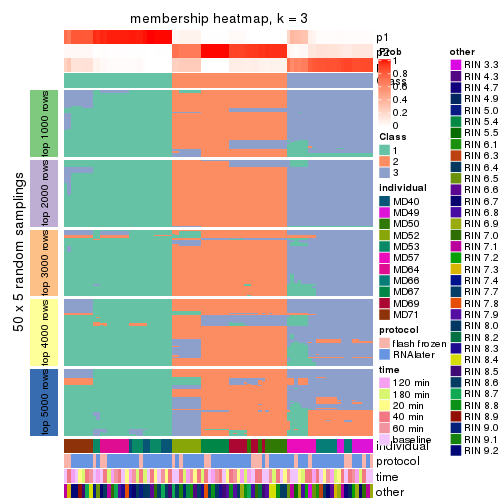 membership heatmap, k = 3
p1
p2
Class
50 x 5 random samplings
top 1000 rows
top 2000 rows
top 3000 rows
top 4000 rows
top 5000 rows
individual
protocol
time
other
Prob
1
0.8
0.6
0.4
0.2
0
Class
1
2
3
individual
MD40
MD49
MD50
MD52
MD53
MD57
MD64
MD66
MD67
MD69
MD71
protocol
flash frozen
RNAlater
time
120 min
180 min
20 min
40 min
60 min
baseline
other
RIN 3.3
RIN 4.3
RIN 4.7
RIN 4.9
RIN 5.0
RIN 5.4
RIN 5.5
RIN 6.1
RIN 6.3
RIN 6.4
RIN 6.5
RIN 6.6
RIN 6.7
RIN 6.8
RIN 6.9
RIN 7.0
RIN 7.1
RIN 7.2
RIN 7.3
RIN 7.4
RIN 7.7
RIN 7.8
RIN 7.9
RIN 8.0
RIN 8.2
RIN 8.3
RIN 8.4
RIN 8.5
RIN 8.6
RIN 8.7
RIN 8.8
RIN 8.9
RIN 9.0
RIN 9.1
RIN 9.2